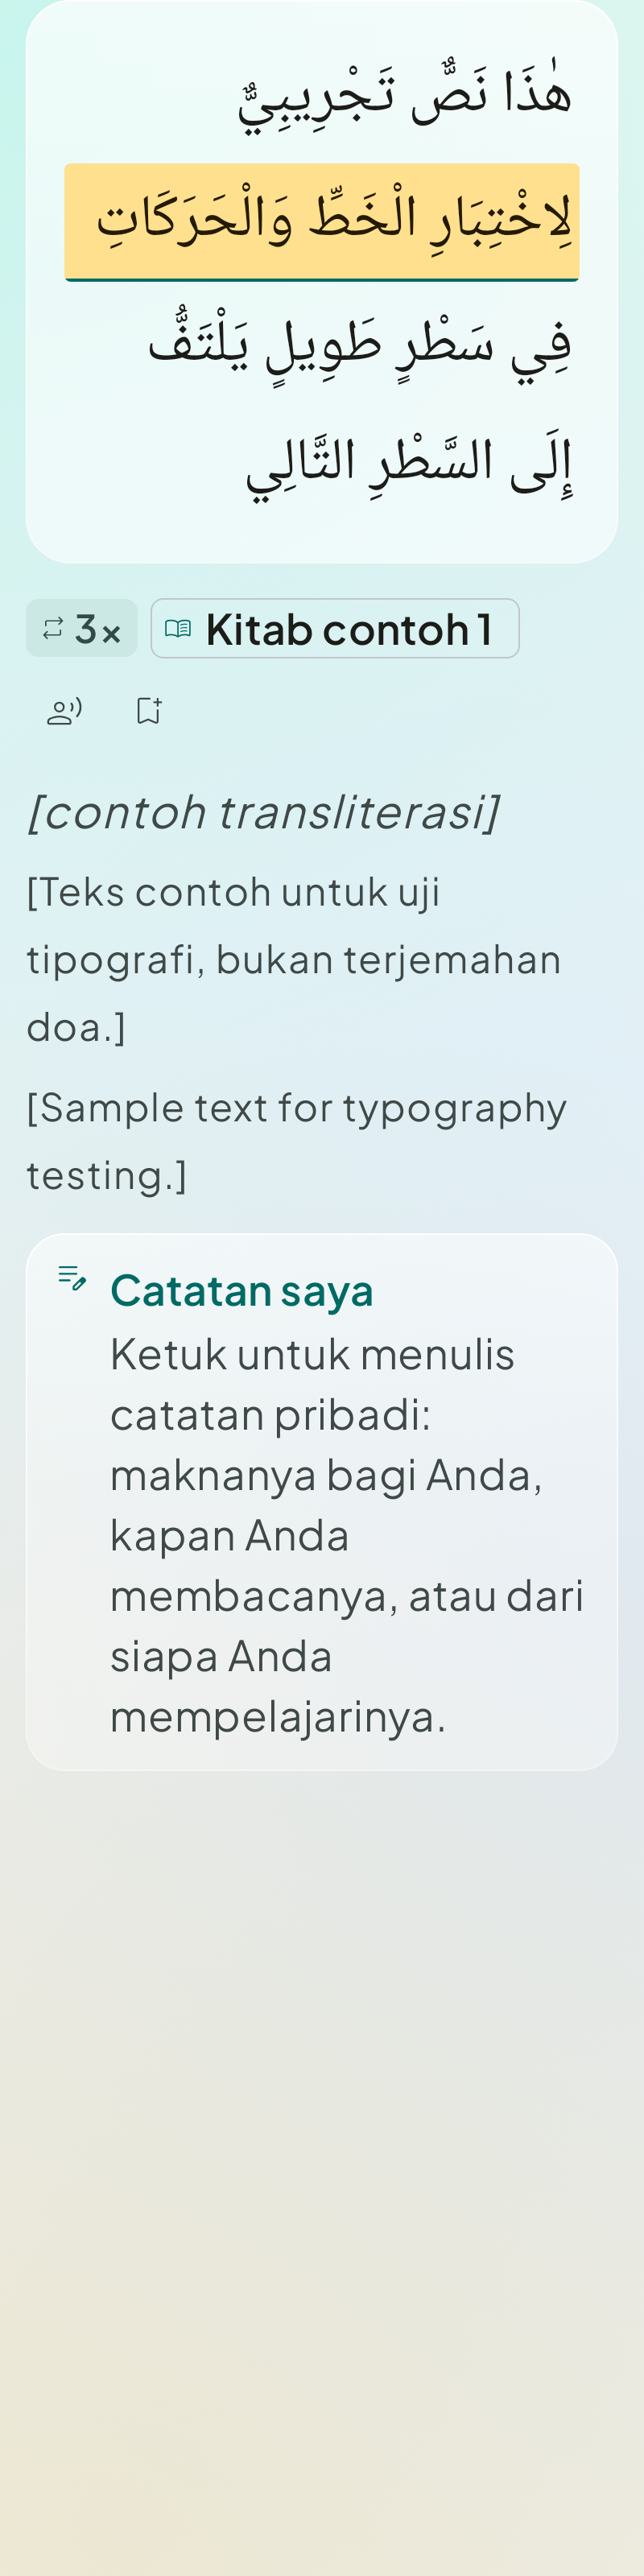 هٰذَا نَصٌّ تَجْرِيبِيٌّ
لِاخْتِبَارِ الْخَطِّ وَالْحَرَكَاتِ
فِي سَطْرٍ طَوِيلٍ يَلْتَفُّ
إِلَى السَّطْرِ التَّالِي
3×
Kitab contoh 1
[contoh transliterasi]
[Teks contoh untuk uji
tipografi, bukan terjemahan
doa.]
[Sample text for typography
testing.]
Catatan saya
Ketuk untuk menulis
catatan pribadi:
maknanya bagi Anda,
kapan Anda
membacanya, atau dari
siapa Anda
mempelajarinya.